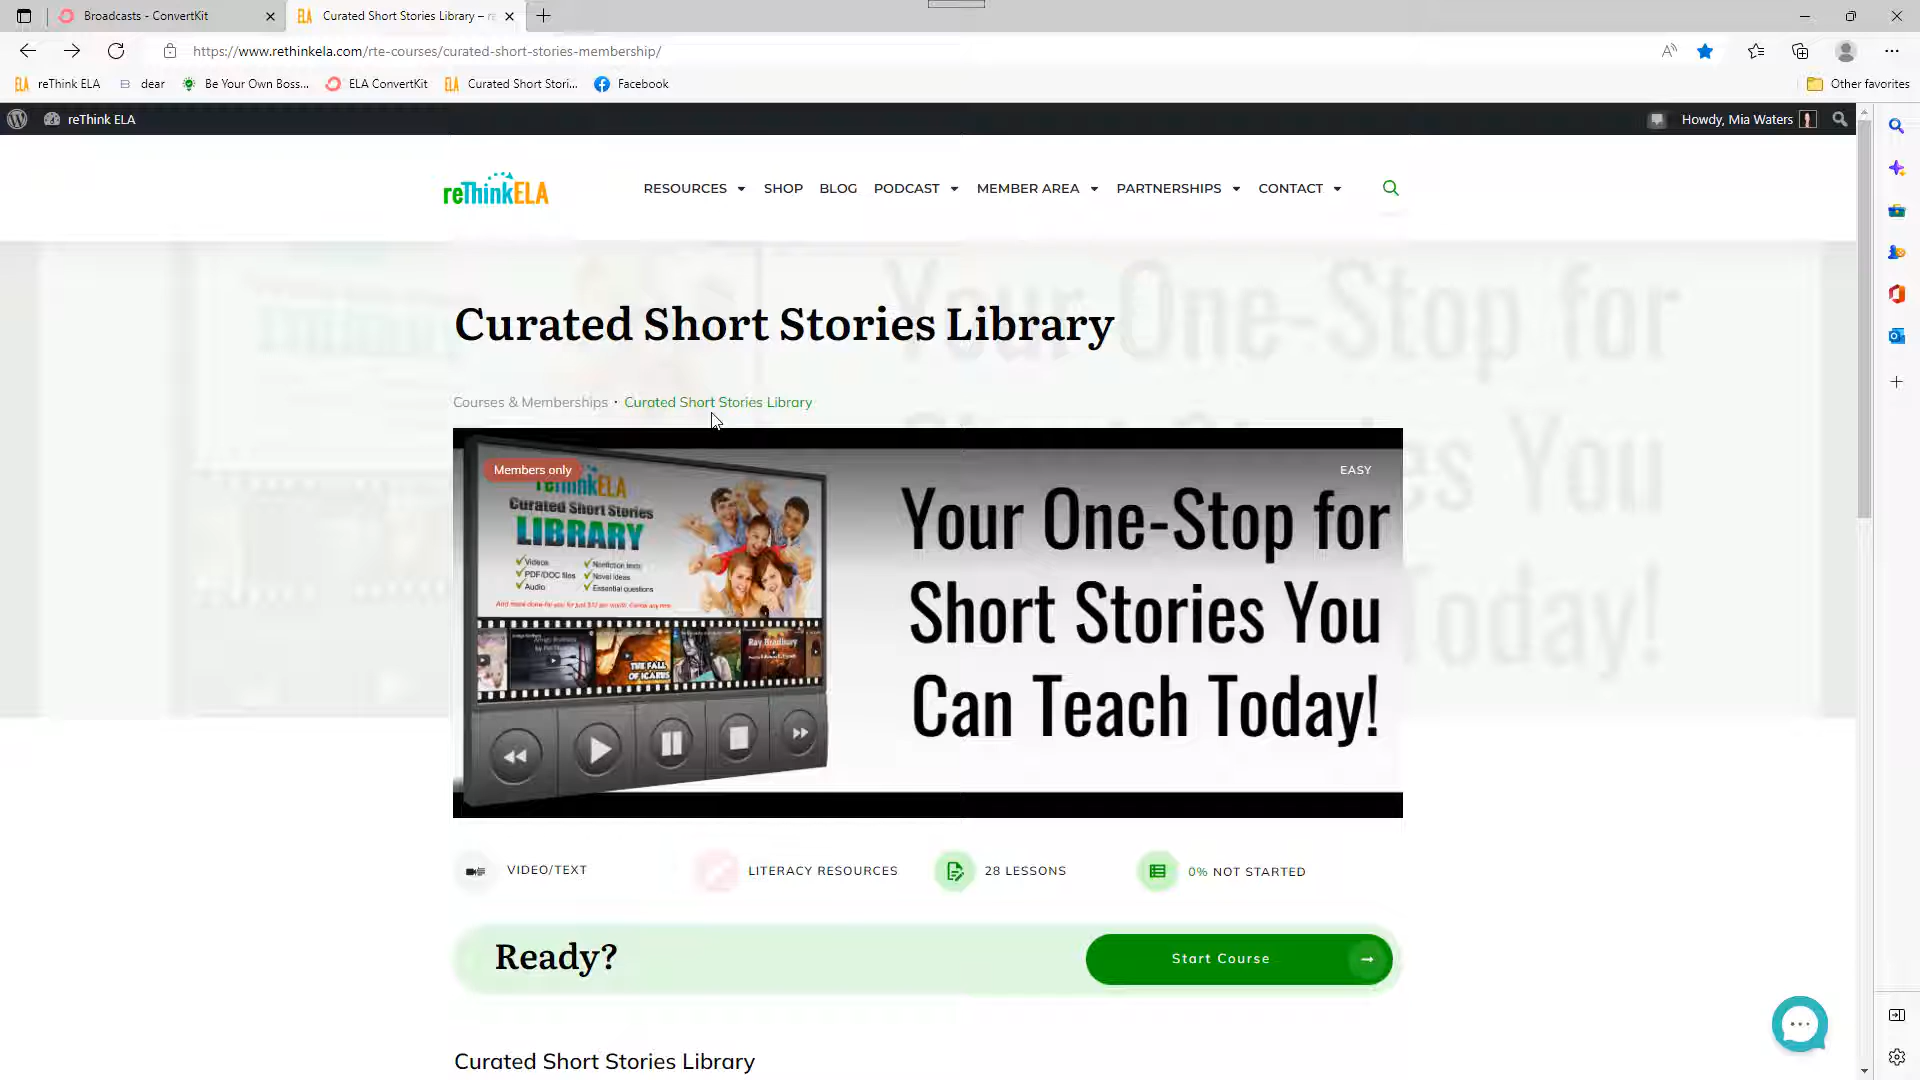 Broadcasts - ConvertKit
Curated Short Stories Library –
https://www.rethinkela.com/rte-courses/curated-short-stories-membership/
reThink ELA
dear
Be Your Own Boss...
ELA ConvertKit
Curated Short Stori...
Facebook
Other favorites
reThink ELA
Howdy, Mia Waters
reThinkELA
RESOURCES
SHOP
BLOG
PODCAST
MEMBER AREA
PARTNERSHIPS
CONTACT
Curated Short Stories Library
Courses & Memberships · Curated Short Stories Library
Members only
EASY
reThinkELA
Curated Short Stories
LIBRARY
Videos
PDF/DOC files
Audio
Nonfiction texts
Novel ideas
Essential questions
THE FALL
OF ICARUS
Ray Bradbury
Your One-Stop for
Short Stories You
Can Teach Today!
VIDEO/TEXT
LITERACY RESOURCES
28 LESSONS
0% NOT STARTED
Ready?
Start Course
Curated Short Stories Library